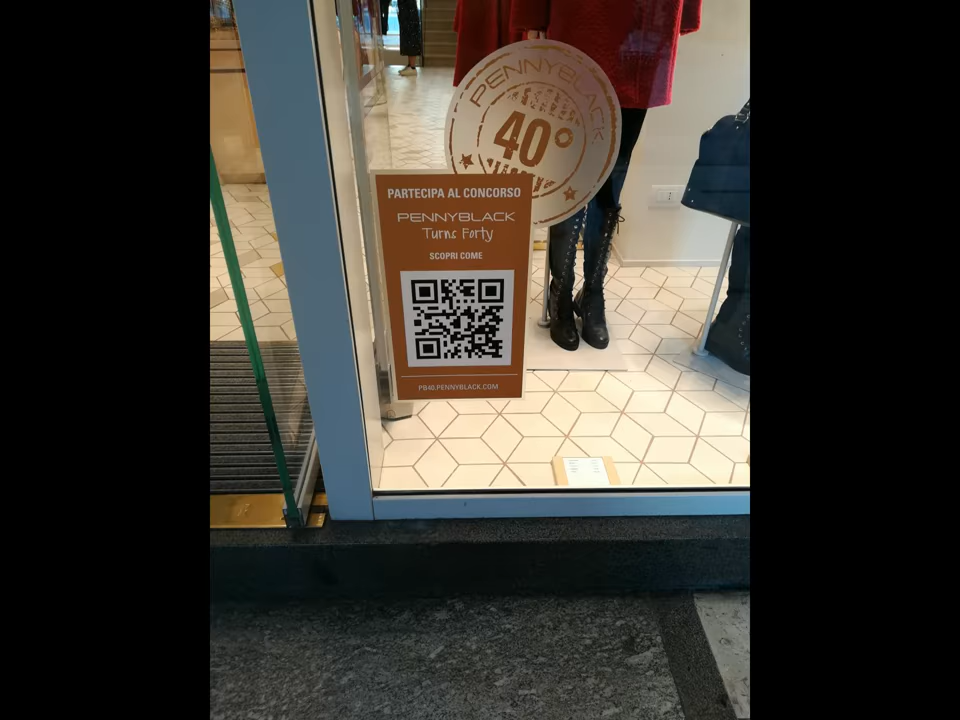 PENNYBLACK
40°
PARTECIPA AL CONCORSO
PENNYBLACK
Turns Forty
SCOPRI COME
PB40.PENNYBLACK.COM